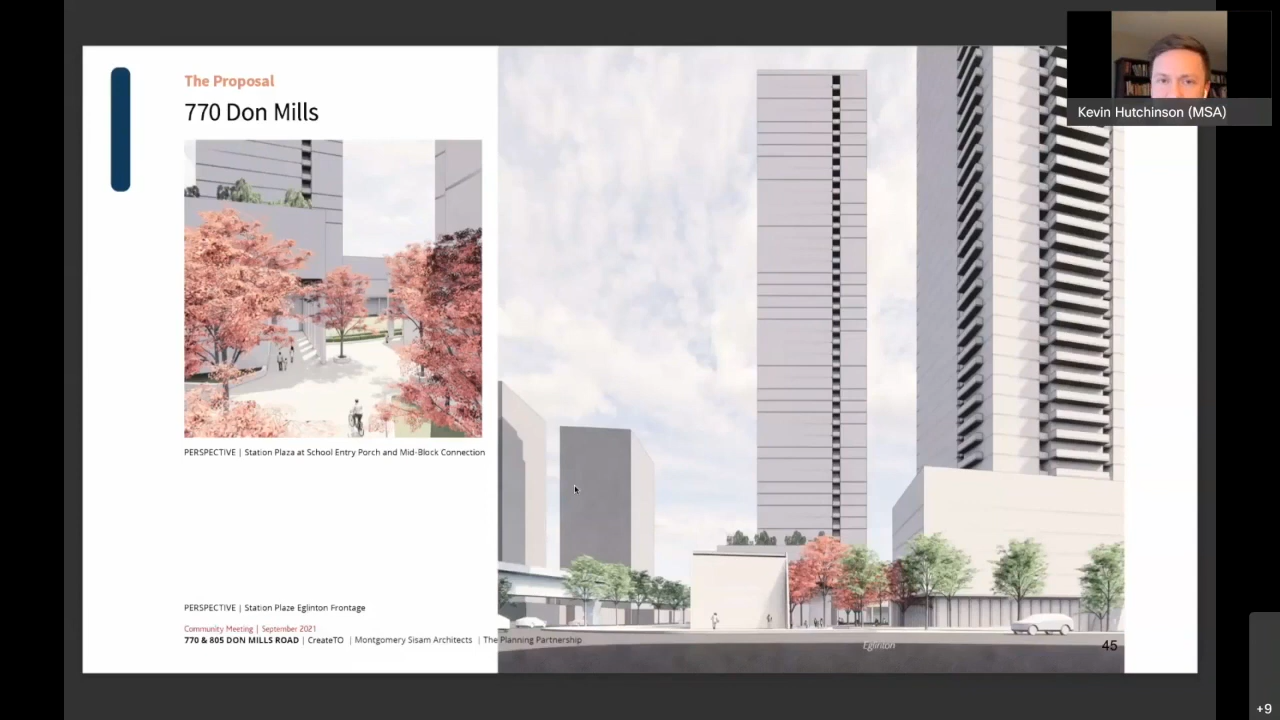 The Proposal
770 Don Mills
Kevin Hutchinson (MSA)
PERSPECTIVE | Station Plaza at School Entry Porch and Mid-Block Connection
PERSPECTIVE | Station Plaze Eglinton Frontage
Community Meeting | September 2021
770 & 805 DON MILLS ROAD | CreateTO | Montgomery Sisam Architects | The Planning Partnership
Eglinton
45
+9